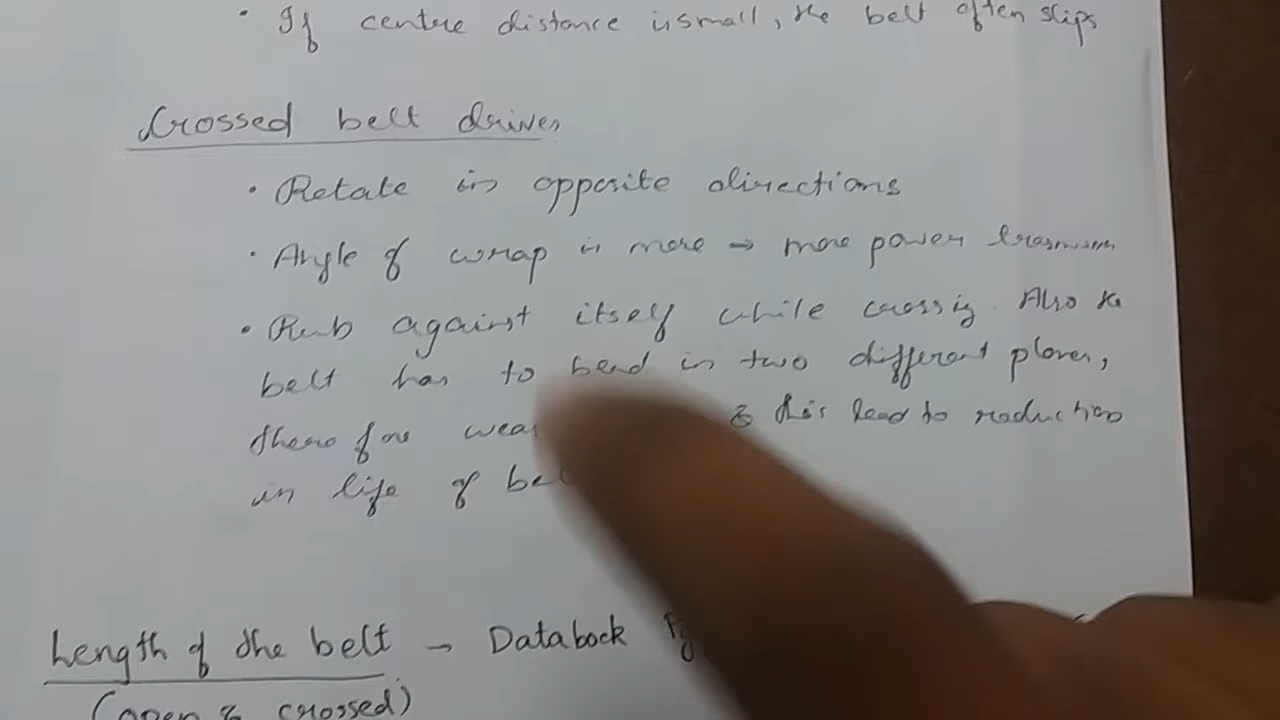 · If centre distance is small, the belt often slips
Crossed belt drives
· Rotate in opposite directions
· Angle of wrap is more → more power
· Rub against itself while crossing. Also the
belt has to bend in two different planes,
therefore wear & this lead to reduction
in life of
Length of the belt → Databook Pg
(open & crossed)